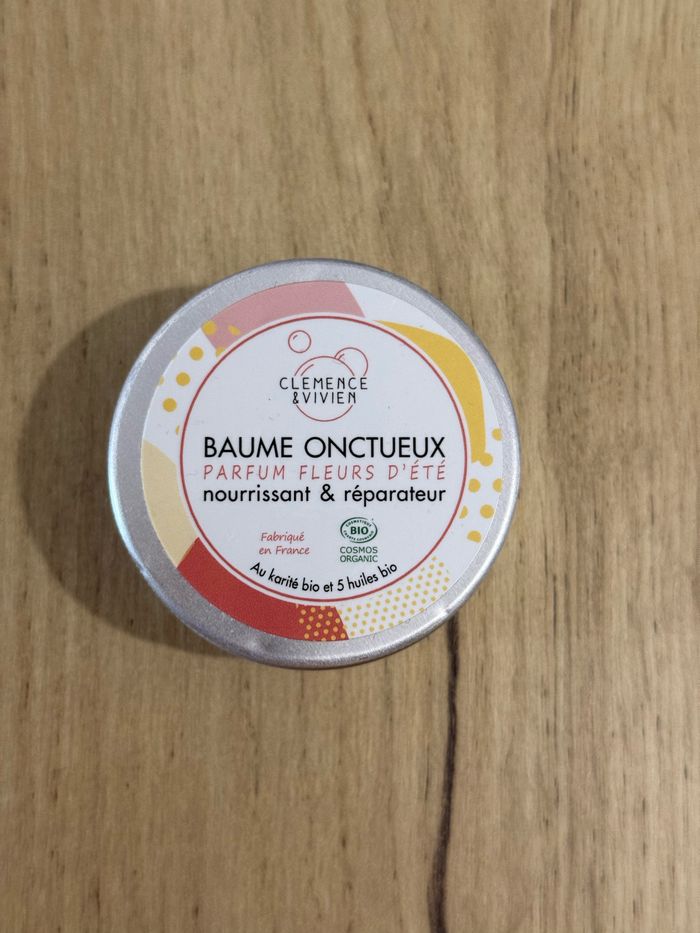 CLEMENCE
&VIVIEN
BAUME ONCTUEUX
PARFUM FLEURS D'ÉTÉ
nourrissant & réparateur
Fabriqué
en France
COSMÉTIQUE
BIO
COSMOS
ORGANIC
Au karité bio et 5 huiles bio